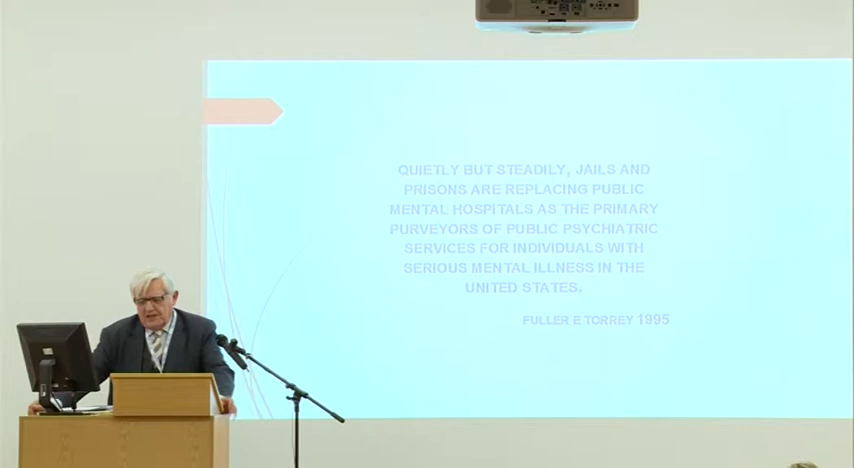 QUIETLY BUT STEADILY, JAILS AND
PRISONS ARE REPLACING PUBLIC
MENTAL HOSPITALS AS THE PRIMARY
PURVEYORS OF PUBLIC PSYCHIATRIC
SERVICES FOR INDIVIDUALS WITH
SERIOUS MENTAL ILLNESS IN THE
UNITED STATES.
FULLER E TORREY 1995